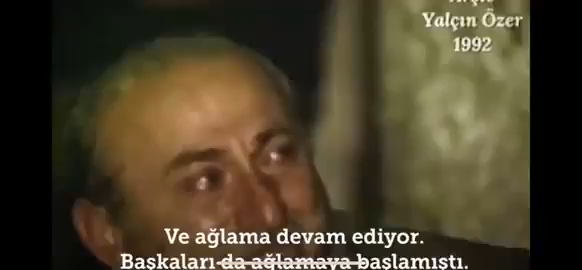 Yalçın Özer
1992
Ve ağlama devam ediyor.
Başkaları da ağlamaya başlamıştı.